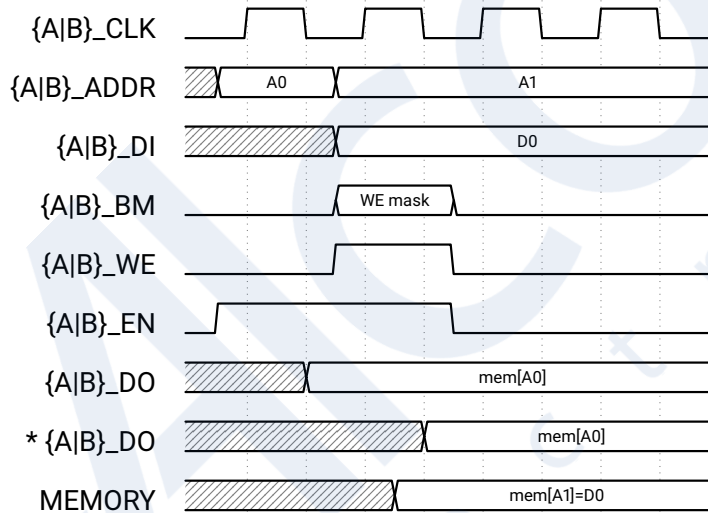 {A|B}_CLK
{A|B}_ADDR A0 A1
{A|B}_DI D0
{A|B}_BM WE mask
{A|B}_WE
{A|B}_EN
{A|B}_DO mem[A0]
* {A|B}_DO mem[A0]
MEMORY mem[A1]=D0